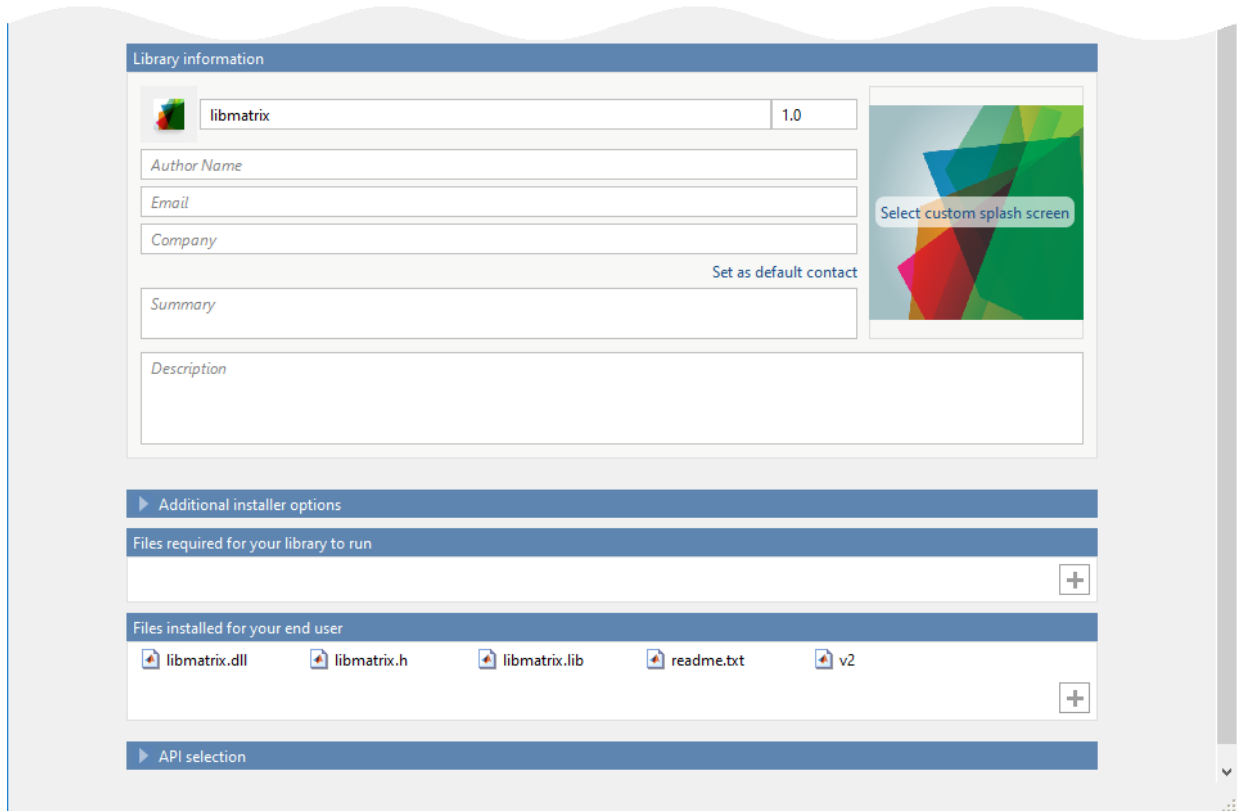 Library information
libmatrix 1.0
Author Name
Email
Select custom splash screen
Company
Set as default contact
Summary
Description
Additional installer options
Files required for your library to run
Files installed for your end user
libmatrix.dll libmatrix.h libmatrix.lib readme.txt v2
API selection